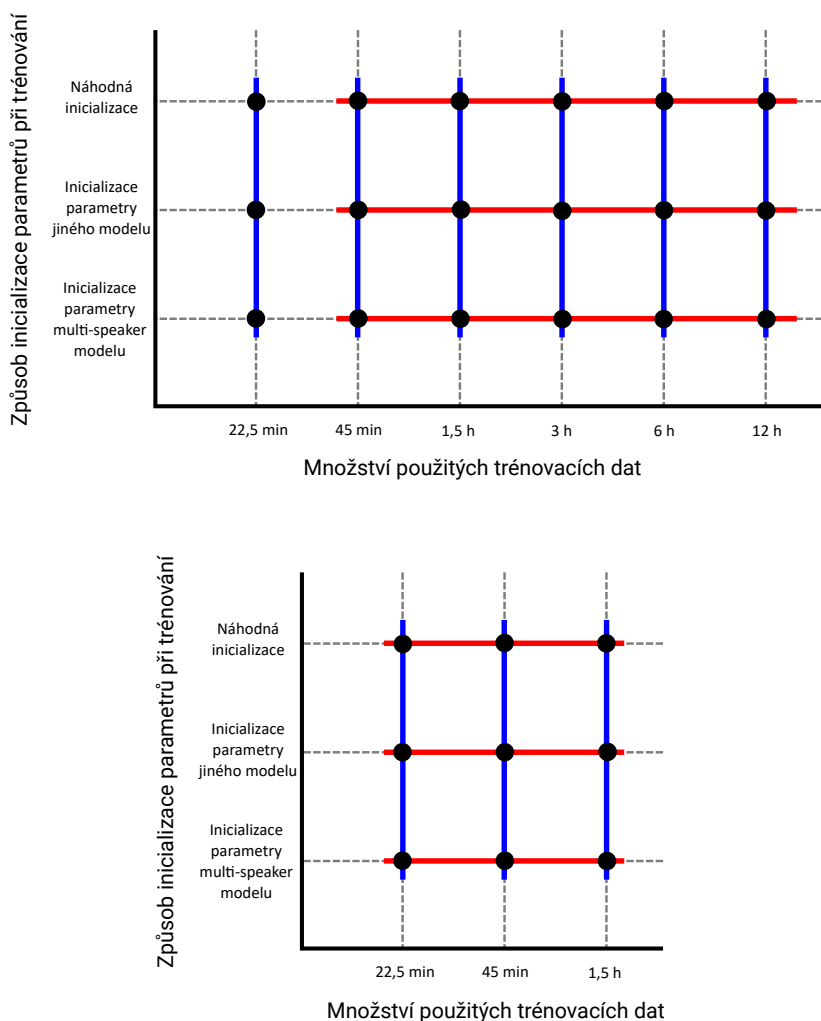 Způsob inicializace parametrů při trénování
Náhodná
inicializace
Inicializace
parametry
jiného modelu
Inicializace
parametry
multi-speaker
modelu
22,5 min
45 min
1,5 h
3 h
6 h
12 h
Množství použitých trénovacích dat
Způsob inicializace parametrů při trénování
Náhodná
inicializace
Inicializace
parametry
jiného modelu
Inicializace
parametry
multi-speaker
modelu
22,5 min
45 min
1,5 h
Množství použitých trénovacích dat